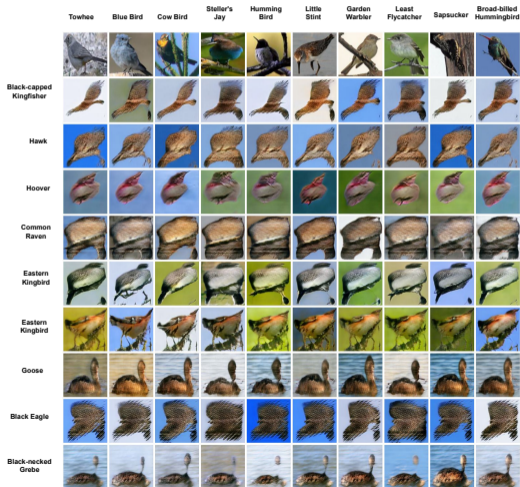 Towhee Blue Bird Cow Bird Steller's Jay Humming Bird Little Stint Garden Warbler Least Flycatcher Sapsucker Broad-billed Hummingbird
Black-capped
Kingfisher
Hawk
Hoover
Common
Raven
Eastern
Kingbird
Eastern
Kingbird
Goose
Black Eagle
Black-necked
Grebe